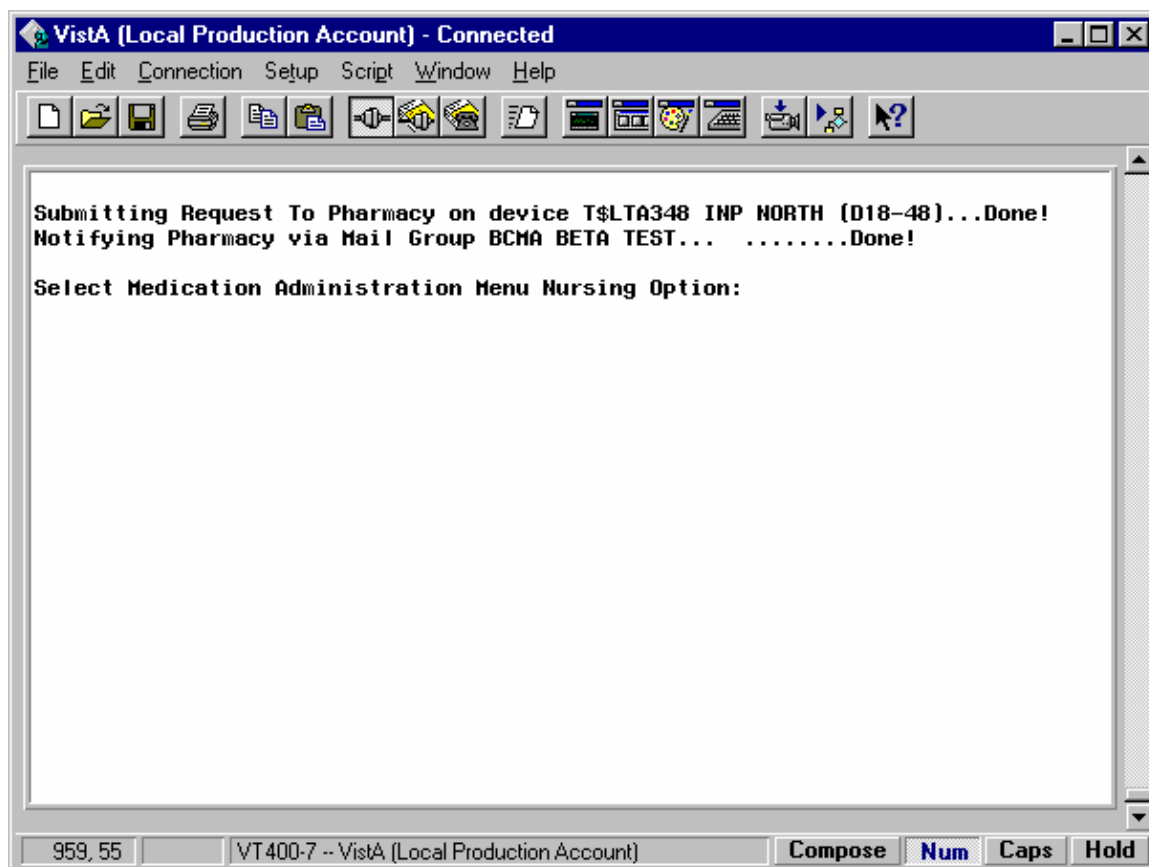 VistA (Local Production Account) - Connected
File Edit Connection Setup Script Window Help
Submitting Request To Pharmacy on device T$LTA348 INP NORTH (D18-48)...Done!
Notifying Pharmacy via Mail Group BCMA BETA TEST... ........Done!
Select Medication Administration Menu Nursing Option:
959, 55 VT400-7 -- VistA (Local Production Account) Compose Num Caps Hold